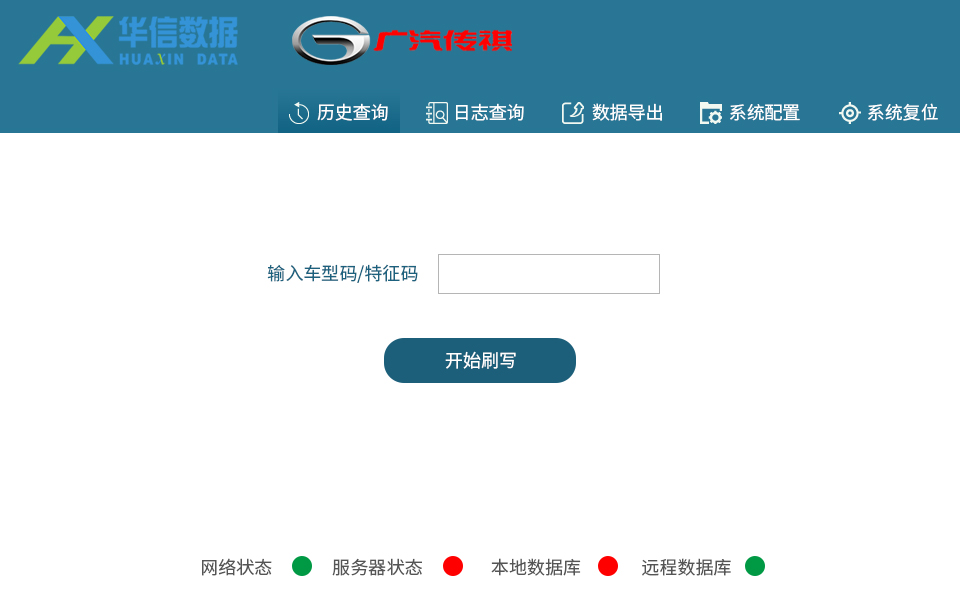 华信数据
HUAXIN DATA
广汽传祺
历史查询 日志查询 数据导出 系统配置 系统复位
输入车型码/特征码
开始刷写
网络状态 服务器状态 本地数据库 远程数据库